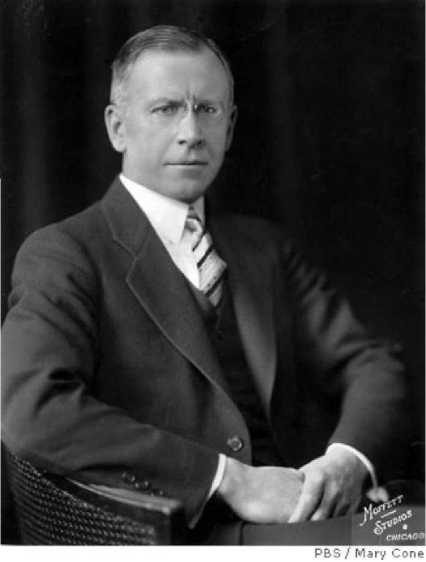 MOFFETT
STUDIOS
CHICAGO
PBS / Mary Cone